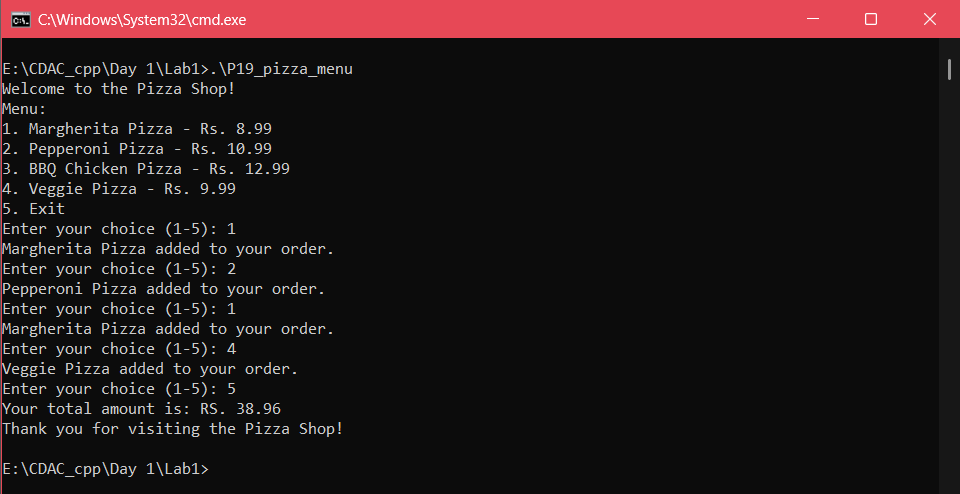 C:\Windows\System32\cmd.exe
E:\CDAC_cpp\Day 1\Lab1>.\P19_pizza_menu
Welcome to the Pizza Shop!
Menu:
1. Margherita Pizza - Rs. 8.99
2. Pepperoni Pizza - Rs. 10.99
3. BBQ Chicken Pizza - Rs. 12.99
4. Veggie Pizza - Rs. 9.99
5. Exit
Enter your choice (1-5): 1
Margherita Pizza added to your order.
Enter your choice (1-5): 2
Pepperoni Pizza added to your order.
Enter your choice (1-5): 1
Margherita Pizza added to your order.
Enter your choice (1-5): 4
Veggie Pizza added to your order.
Enter your choice (1-5): 5
Your total amount is: RS. 38.96
Thank you for visiting the Pizza Shop!
E:\CDAC_cpp\Day 1\Lab1>